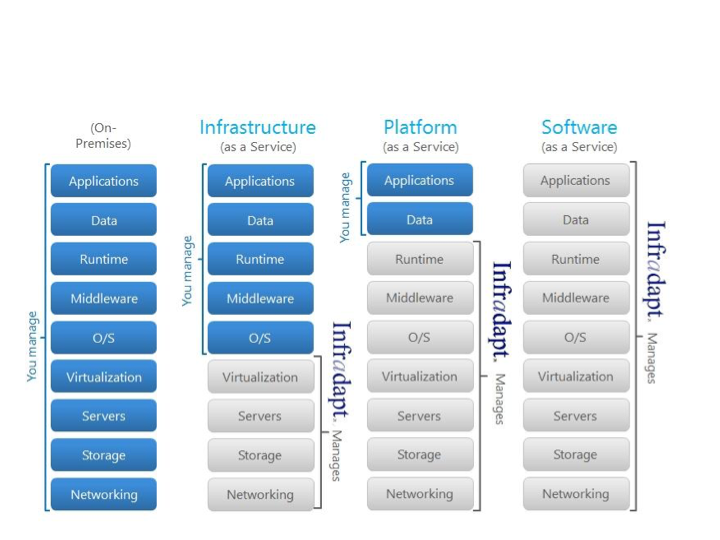 (On-
Premises)
You manage
Applications
Data
Runtime
Middleware
O/S
Virtualization
Servers
Storage
Networking
Infrastructure
(as a Service)
You manage
Applications
Data
Runtime
Middleware
O/S
Virtualization
Servers
Storage
Networking
Infradapt. Manages
Platform
(as a Service)
You manage
Applications
Data
Runtime
Middleware
O/S
Virtualization
Servers
Storage
Networking
Infradapt. Manages
Software
(as a Service)
Applications
Data
Runtime
Middleware
O/S
Virtualization
Servers
Storage
Networking
Infradapt. Manages